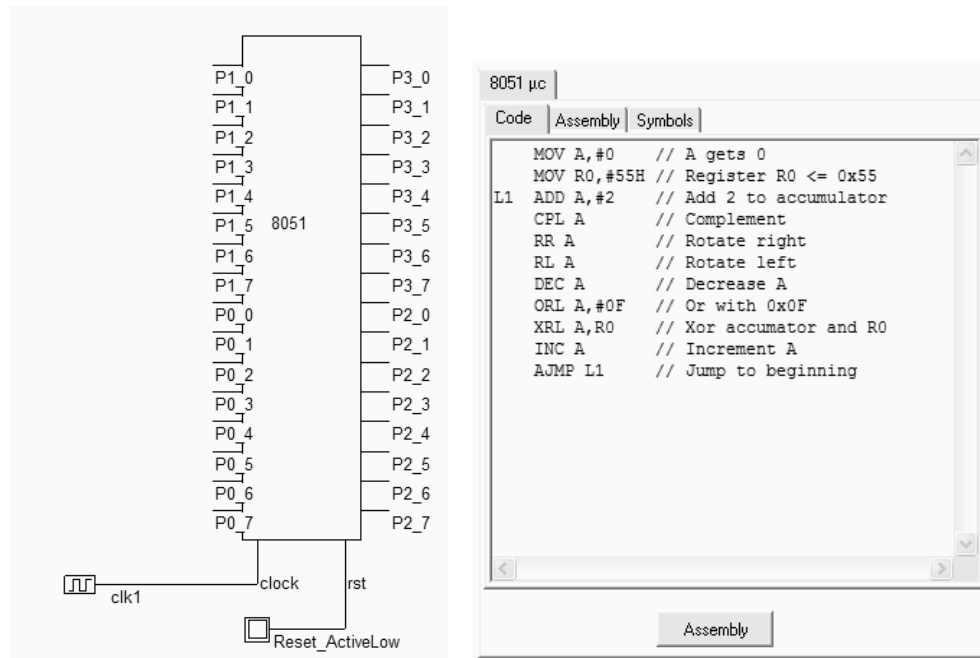 P1_0 P3_0
P1_1 P3_1
P1_2 P3_2
P1_3 P3_3
P1_4 P3_4
P1_5 8051 P3_5
P1_6 P3_6
P1_7 P3_7
P0_0 P2_0
P0_1 P2_1
P0_2 P2_2
P0_3 P2_3
P0_4 P2_4
P0_5 P2_5
P0_6 P2_6
P0_7 P2_7
clock rst
clk1
Reset_ActiveLow
8051 µc
Code Assembly Symbols
MOV A,#0 // A gets 0
MOV R0,#55H // Register R0 <= 0x55
L1 ADD A,#2 // Add 2 to accumulator
CPL A // Complement
RR A // Rotate right
RL A // Rotate left
DEC A // Decrease A
ORL A,#0F // Or with 0x0F
XRL A,R0 // Xor accumator and R0
INC A // Increment A
AJMP L1 // Jump to beginning
Assembly